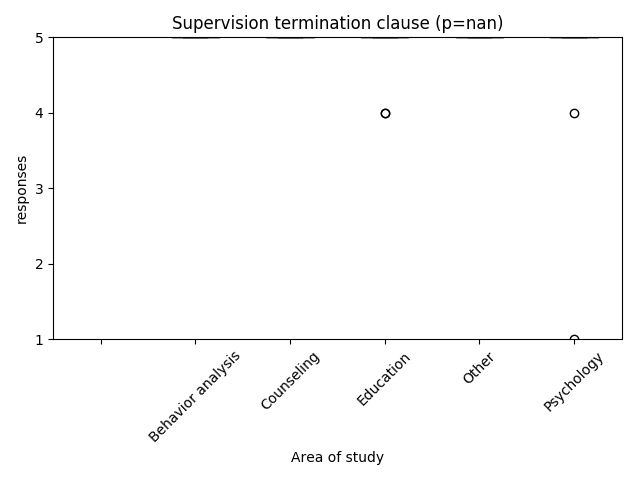 Supervision termination clause (p=nan)
5
4
3
2
1
responses
Behavior analysis
Counseling
Education
Other
Psychology
Area of study